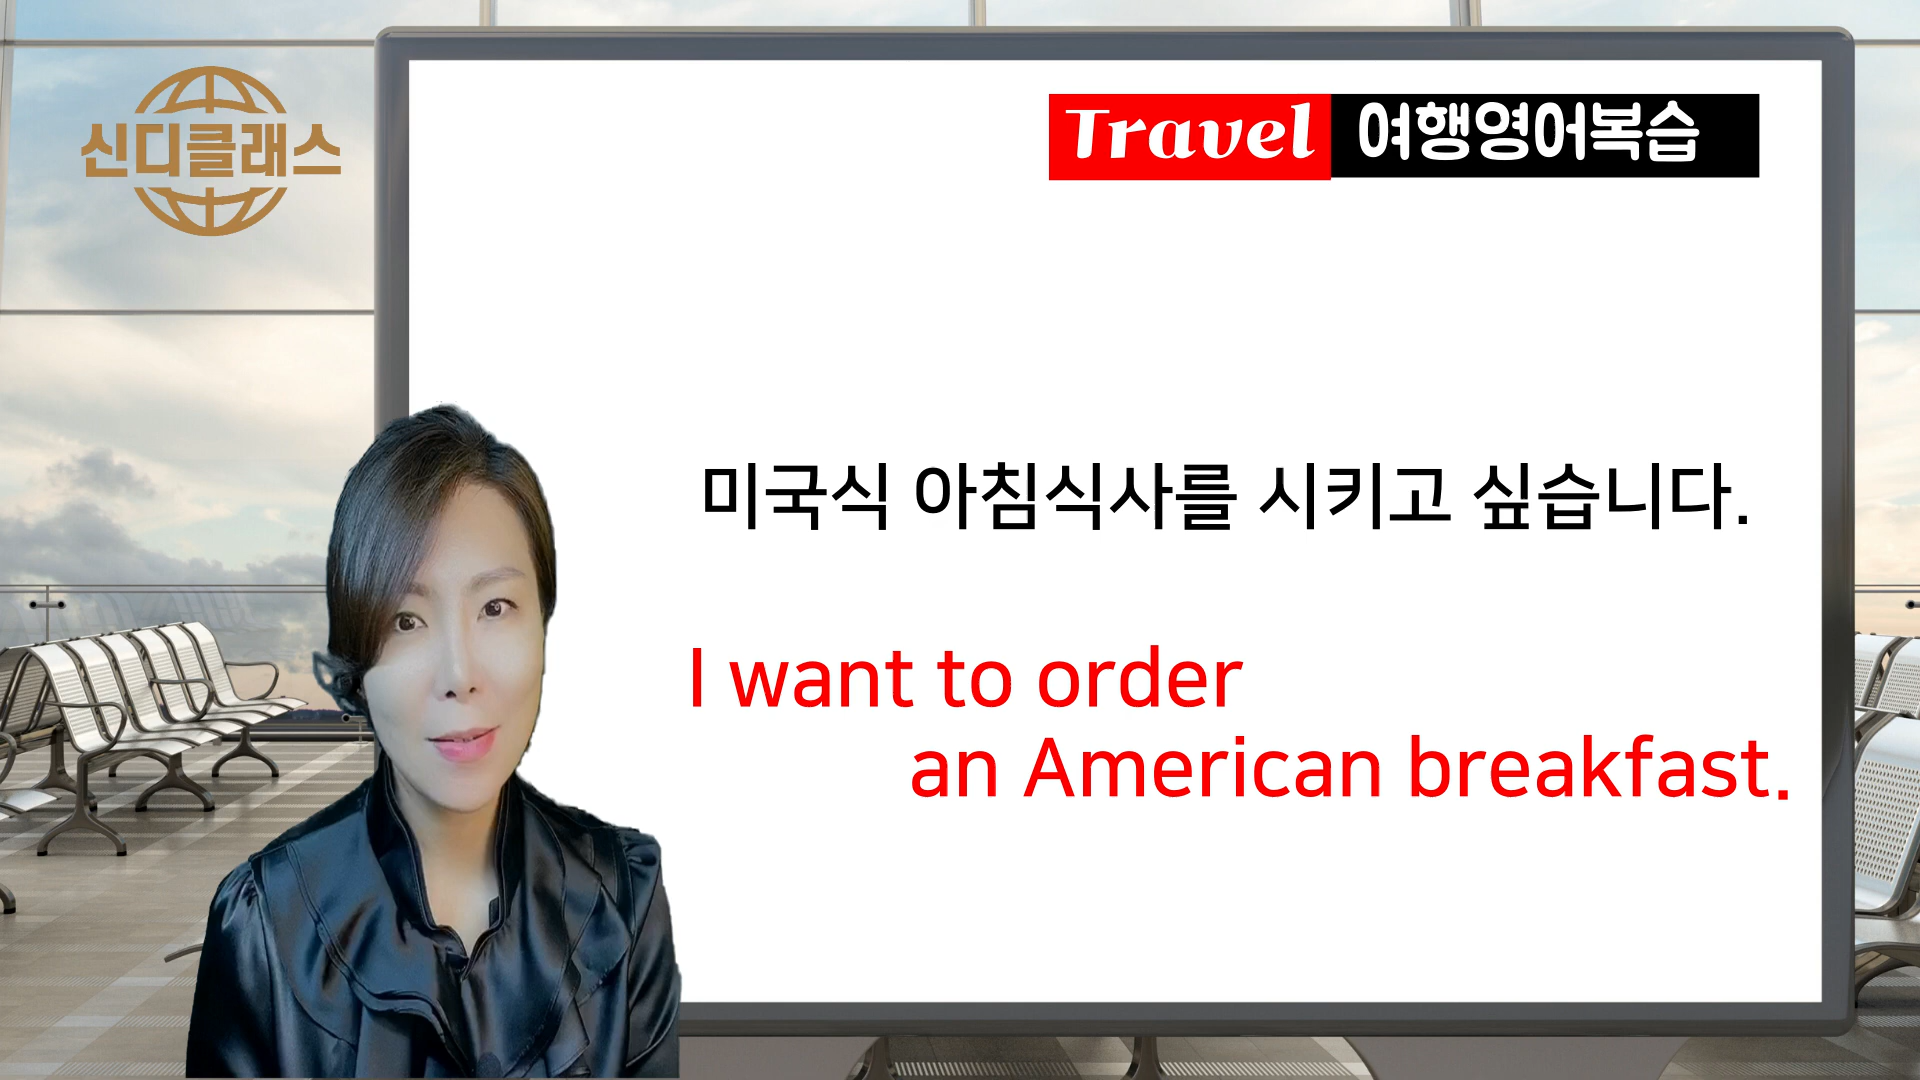 신디클래스
Travel 여행영어복습
미국식 아침식사를 시키고 싶습니다.
I want to order
an American breakfast.